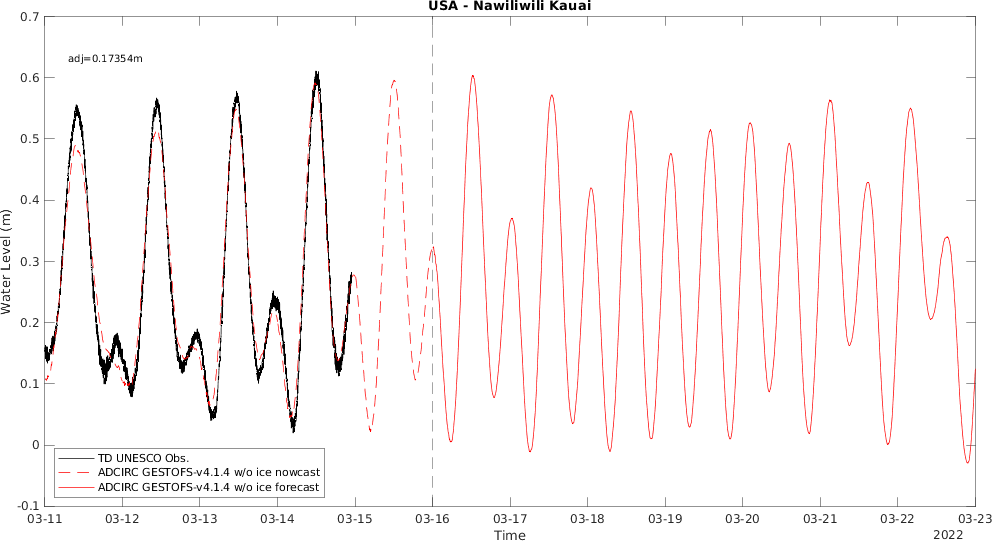 USA - Nawiliwili Kauai
0.7
adj=0.17354m
0.6
0.5
0.4
0.3
0.2
0.1
0
-0.1
Water Level (m)
TD UNESCO Obs.
ADCIRC GESTOFS-v4.1.4 w/o ice nowcast
ADCIRC GESTOFS-v4.1.4 w/o ice forecast
03-11 03-12 03-13 03-14 03-15 03-16 03-17 03-18 03-19 03-20 03-21 03-22 03-23
Time
2022